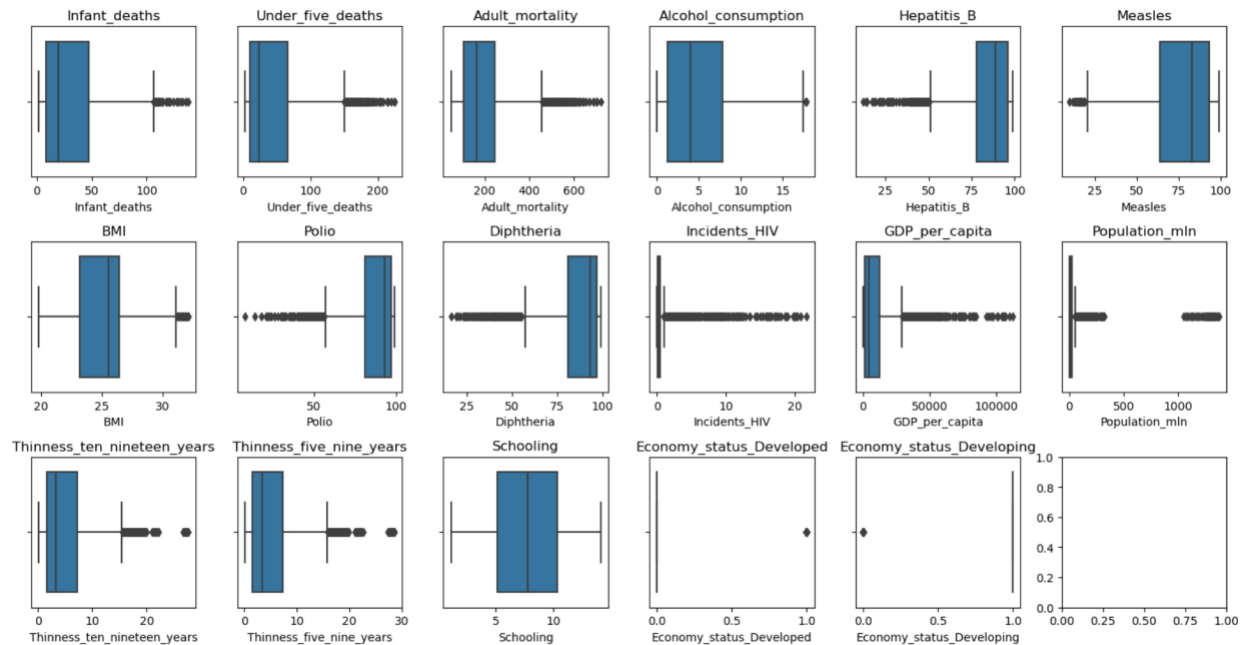 Infant_deaths Under_five_deaths Adult_mortality Alcohol_consumption Hepatitis_B Measles
0 50 100 0 100 200 200 400 600 0 5 10 15 25 50 75 100 25 50 75 100
Infant_deaths Under_five_deaths Adult_mortality Alcohol_consumption Hepatitis_B Measles
BMI Polio Diphtheria Incidents_HIV GDP_per_capita Population_mln
20 25 30 50 100 25 50 75 100 0 10 20 0 50000 100000 0 500 1000
BMI Polio Diphtheria Incidents_HIV GDP_per_capita Population_mln
Thinness_ten_nineteen_years Thinness_five_nine_years Schooling Economy_status_Developed Economy_status_Developing
1.0
0.8
0.6
0.4
0.2
0.0
0 10 20 0 10 20 30 5 10 0.0 0.5 1.0 0.0 0.5 1.0 0.00 0.25 0.50 0.75 1.00
Thinness_ten_nineteen_years Thinness_five_nine_years Schooling Economy_status_Developed Economy_status_Developing